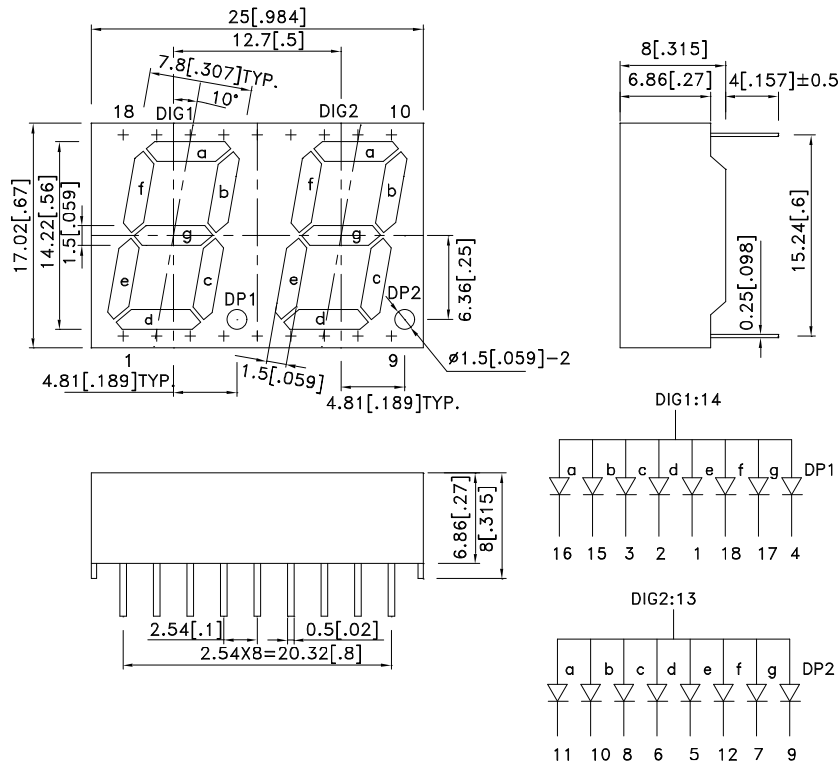 25[.984]
12.7[.5]
7.8[.307]TYP.
10°
18 DIG1 DIG2 10
a a
f b f b
g g
e c e c
d DP1 d DP2
1 9
17.02[.67]
14.22[.56]
1.5[.059]
6.36[.25]
4.81[.189]TYP.
1.5[.059]
4.81[.189]TYP.
ø1.5[.059]-2
8[.315]
6.86[.27] 4[.157]±0.5
15.24[.6]
0.25[.098]
6.86[.27]
8[.315]
2.54[.1] 0.5[.02]
2.54X8=20.32[.8]
DIG1:14
a b c d e f g DP1
16 15 3 2 1 18 17 4
DIG2:13
a b c d e f g DP2
11 10 8 6 5 12 7 9